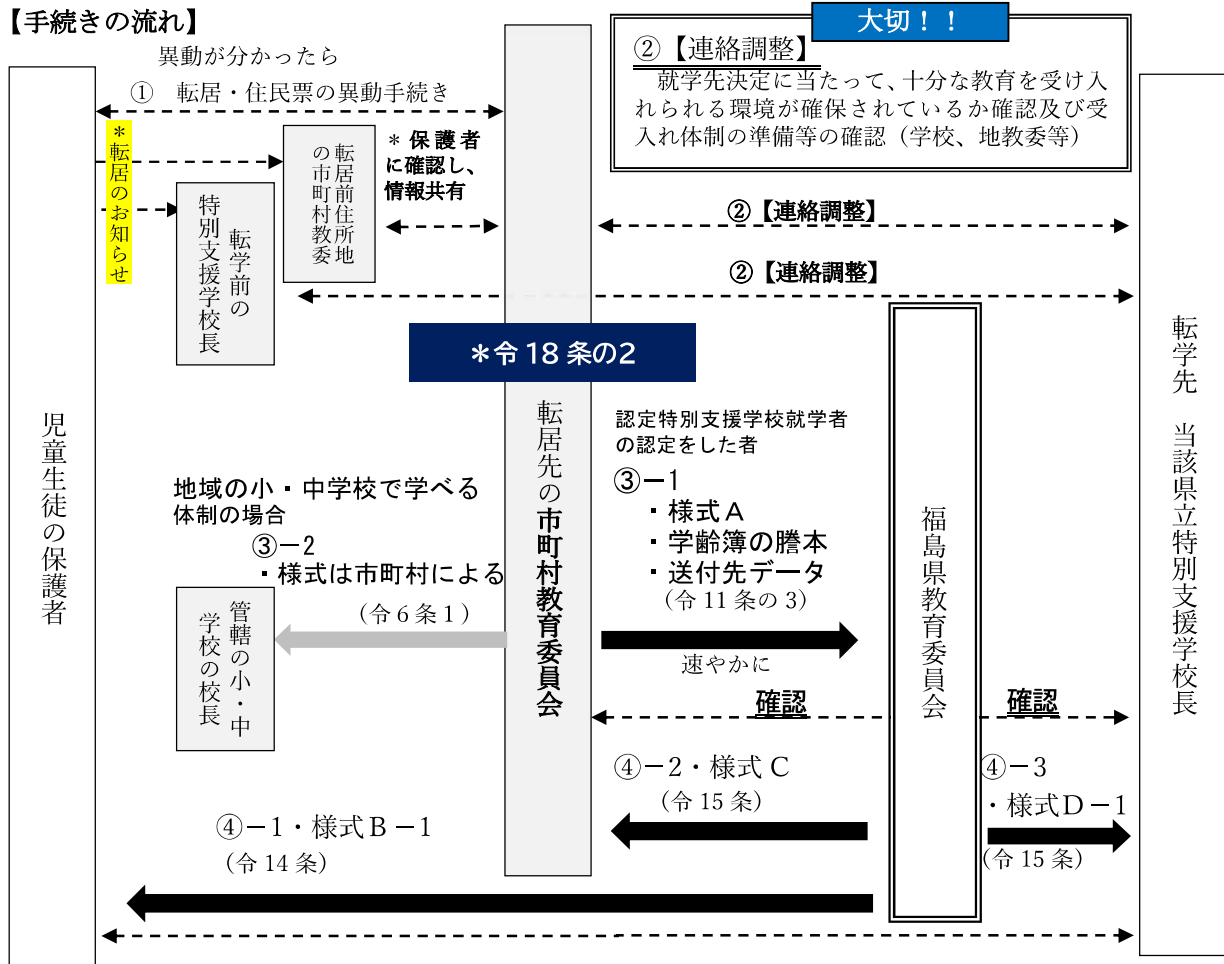 【手続きの流れ】
異動が分かったら
① 転居・住民票の異動手続き
大切！！
②【連絡調整】
就学先決定に当たって、十分な教育を受け入
れられる環境が確保されているか確認及び受
入れ体制の準備等の確認（学校、地教委等）
＊転居のお知らせ
転居前住所地
の市町村教委
＊保護者
に確認し、
情報共有
転学前の
特別支援学校長
②【連絡調整】
②【連絡調整】
＊令18条の2
児童生徒の保護者
転居先の市町村教育委員会
福島県教育委員会
転学先　当該県立特別支援学校長
認定特別支援学校就学者
の認定をした者
③－1
・様式A
・学齢簿の謄本
・送付先データ
（令11条の3）
速やかに
地域の小・中学校で学べる
体制の場合
③－2
・様式は市町村による
（令6条1）
管轄の小・中
学校の校長
確認
確認
④－2・様式C
（令15条）
④－3
・様式D－1
（令15条）
④－1・様式B－1
（令14条）